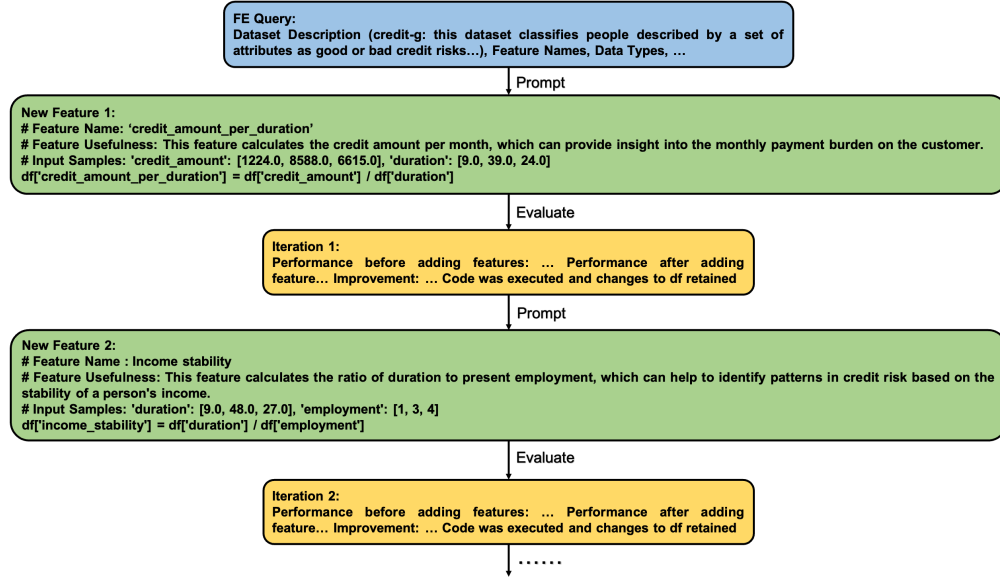 FE Query:
Dataset Description (credit-g: this dataset classifies people described by a set of
attributes as good or bad credit risks…), Feature Names, Data Types, …
Prompt
New Feature 1:
# Feature Name: ‘credit_amount_per_duration’
# Feature Usefulness: This feature calculates the credit amount per month, which can provide insight into the monthly payment burden on the customer.
# Input Samples: 'credit_amount': [1224.0, 8588.0, 6615.0], 'duration': [9.0, 39.0, 24.0]
df['credit_amount_per_duration'] = df['credit_amount'] / df['duration']
Evaluate
Iteration 1:
Performance before adding features: … Performance after adding
feature… Improvement: … Code was executed and changes to df retained
Prompt
New Feature 2:
# Feature Name : Income stability
# Feature Usefulness: This feature calculates the ratio of duration to present employment, which can help to identify patterns in credit risk based on the
stability of a person's income.
# Input Samples: 'duration': [9.0, 48.0, 27.0], 'employment': [1, 3, 4]
df['income_stability'] = df['duration'] / df['employment']
Evaluate
Iteration 2:
Performance before adding features: … Performance after adding
feature… Improvement: … Code was executed and changes to df retained
……